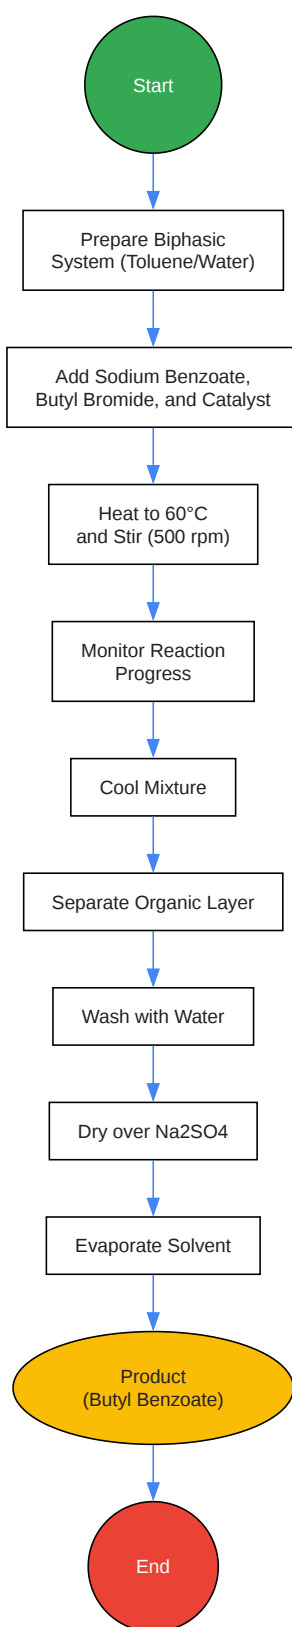 Start
Prepare Biphasic
System (Toluene/Water)
Add Sodium Benzoate,
Butyl Bromide, and Catalyst
Heat to 60°C
and Stir (500 rpm)
Monitor Reaction
Progress
Cool Mixture
Separate Organic Layer
Wash with Water
Dry over Na2SO4
Evaporate Solvent
Product
(Butyl Benzoate)
End